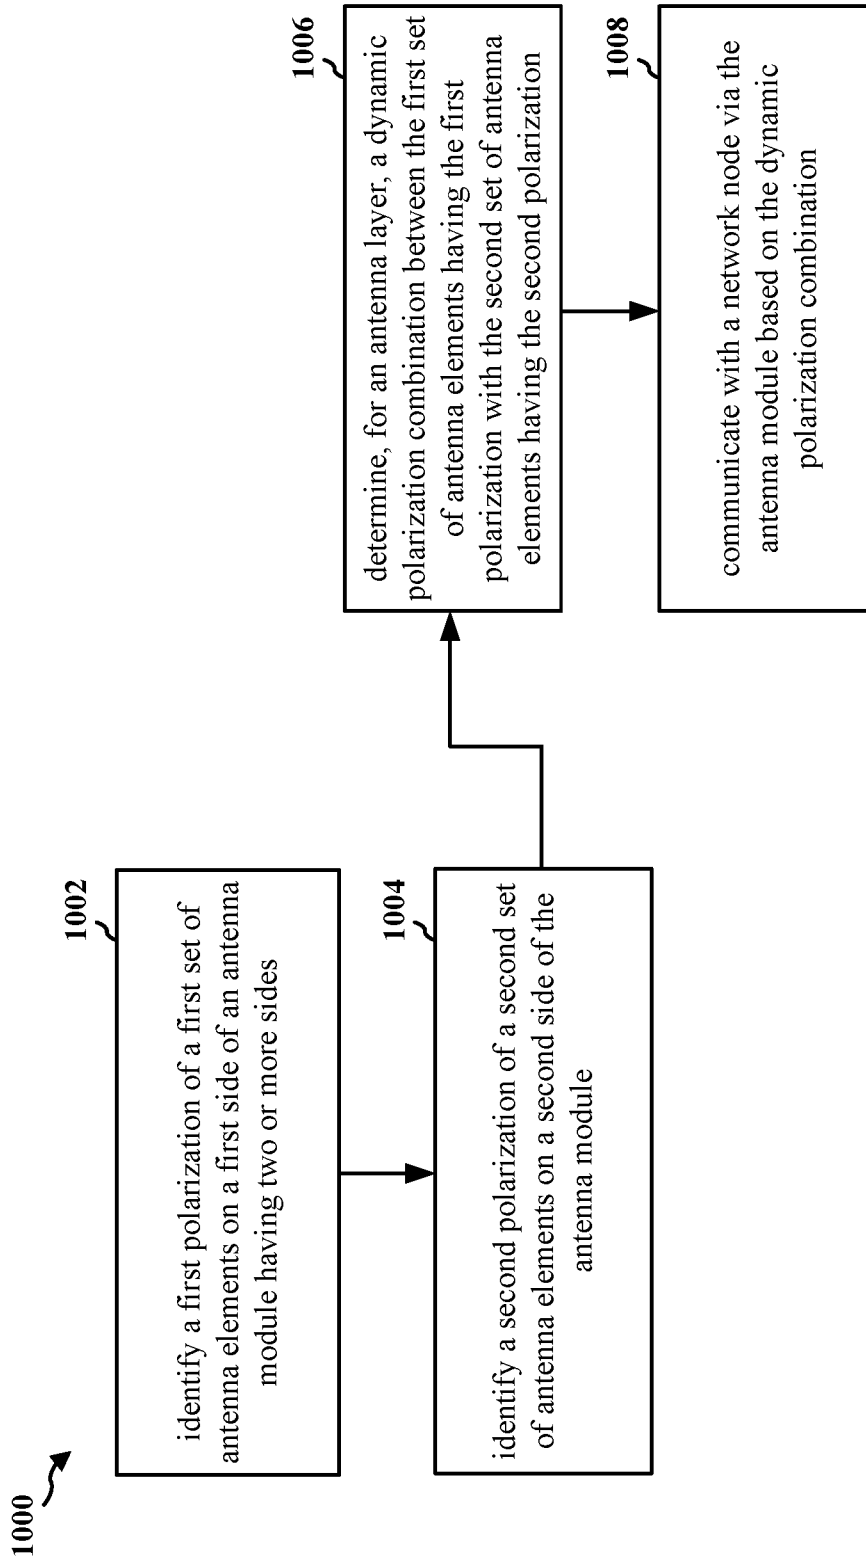 1000
1002
identify a first polarization of a first set of
antenna elements on a first side of an antenna
module having two or more sides
1004
identify a second polarization of a second set
of antenna elements on a second side of the
antenna module
1006
determine, for an antenna layer, a dynamic
polarization combination between the first set
of antenna elements having the first
polarization with the second set of antenna
elements having the second polarization
1008
communicate with a network node via the
antenna module based on the dynamic
polarization combination